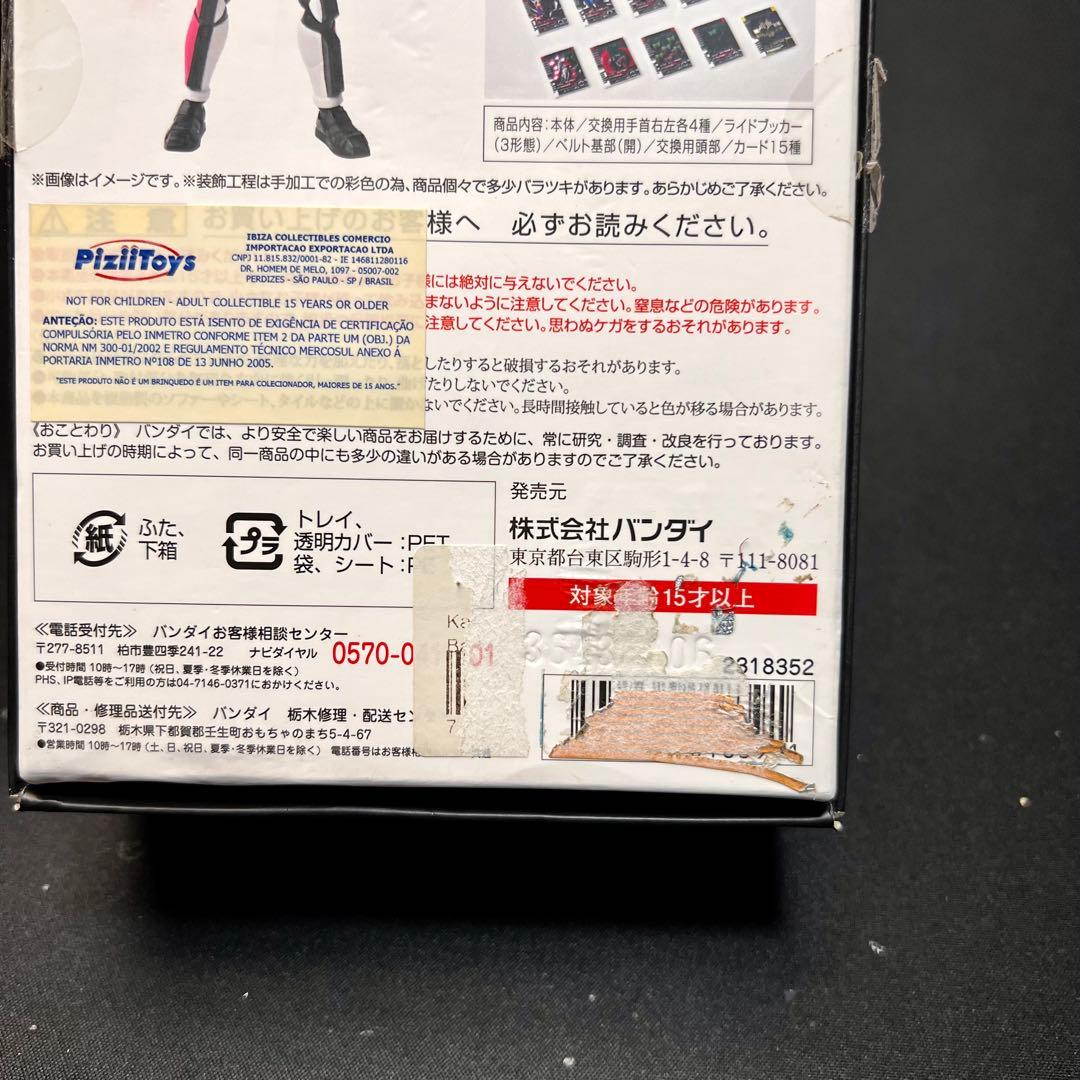 商品内容:本体/交換用手首右左各4種/ライドブッカー
(3形態)/ベルト基部(開)/交換用頭部/カード15種
※画像はイメージです。※装飾工程は手加工での彩色の為、商品個々で多少バラツキがあります。あらかじめご了承ください。
注 意 お買い上げのお客様へ 必ずお読みください。
PiziiToys
IBIZA COLLECTIBLES COMERCIO
IMPORTACAO EXPORTACAO LTDA
CNPJ 11.815.832/0001-82 - IE 146811280116
DR. HOMEM DE MELO, 1097 - 05007-002
PERDIZES - SÃO PAULO - SP / BRASIL
NOT FOR CHILDREN - ADULT COLLECTIBLE 15 YEARS OR OLDER
ANTEÇÃO: ESTE PRODUTO ESTÁ ISENTO DE EXIGÊNCIA DE CERTIFICAÇÃO
COMPULSÓRIA PELO INMETRO CONFORME ITEM 2 DA PARTE UM (OBJ.) DA
NORMA NM 300-01/2002 E REGULAMENTO TÉCNICO MERCOSUL ANEXO Á
PORTARIA INMETRO Nº108 DE 13 JUNHO 2005.
"ESTE PRODUTO NÃO É UM BRINQUEDO É UM ITEM PARA COLECIONADOR, MAIORES DE 15 ANOS."
様には絶対に与えないでください。
まないように注意してください。窒息などの危険があります。
注意してください。思わぬケガをするおそれがあります。
したりすると破損するおそれがあります。
たりしないでください。
ないでください。長時間接触していると色が移る場合があります。
《おことわり》 バンダイでは、より安全で楽しい商品をお届けするために、常に研究・調査・改良を行っております。
お買い上げの時期によって、同一商品の中にも多少の違いがある場合がありますのでご了承ください。
紙 ふた、
下箱
プラ トレイ、
透明カバー:PET
袋、シート:P
発売元
株式会社バンダイ
東京都台東区駒形1-4-8 〒111-8081
対象年齢15才以上
≪電話受付先≫ バンダイお客様相談センター
〒277-8511 柏市豊四季241-22 ナビダイヤル 0570-0
01
●受付時間 10時〜17時(祝日、夏季・冬季休業日を除く)
PHS、IP電話等をご利用の方は04-7146-0371におかけください。
≪商品・修理品送付先≫ バンダイ 栃木修理・配送セン
〒321-0298 栃木県下都賀郡壬生町おもちゃのまち5-4-67
●営業時間 10時〜17時(土、日、祝日、夏季・冬季休業日を除く) 電話番号はお客様相
Ka
7
2318352